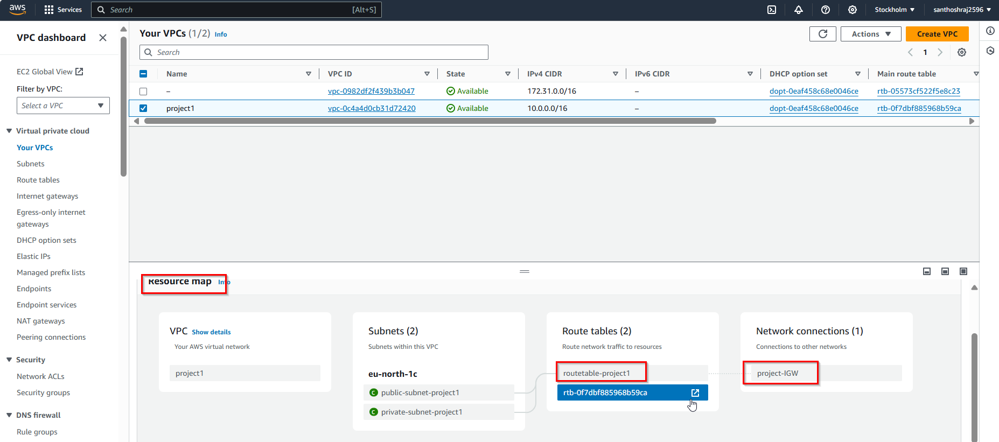 aws
Services
Search
[Alt+S]
Stockholm
santhoshraj2596
VPC dashboard
EC2 Global View
Filter by VPC:
Select a VPC
Virtual private cloud
Your VPCs
Subnets
Route tables
Internet gateways
Egress-only internet
gateways
DHCP option sets
Elastic IPs
Managed prefix lists
Endpoints
Endpoint services
NAT gateways
Peering connections
Security
Network ACLs
Security groups
DNS firewall
Rule groups
Your VPCs (1/2) Info
Actions
Create VPC
Search
1
Name VPC ID State IPv4 CIDR IPv6 CIDR DHCP option set Main route table
– vpc-0982df2f439b3b047 Available 172.31.0.0/16 – dopt-0eaf458c68e0046ce rtb-05573cf522f5e8c23
project1 vpc-0c4a4d0cb31d72420 Available 10.0.0.0/16 – dopt-0eaf458c68e0046ce rtb-0f7dbf885968b59ca
Resource map Info
VPC Show details
Your AWS virtual network
project1
Subnets (2)
Subnets within this VPC
eu-north-1c
C public-subnet-project1
C private-subnet-project1
Route tables (2)
Route network traffic to resources
routetable-project1
rtb-0f7dbf885968b59ca
Network connections (1)
Connections to other networks
project-IGW